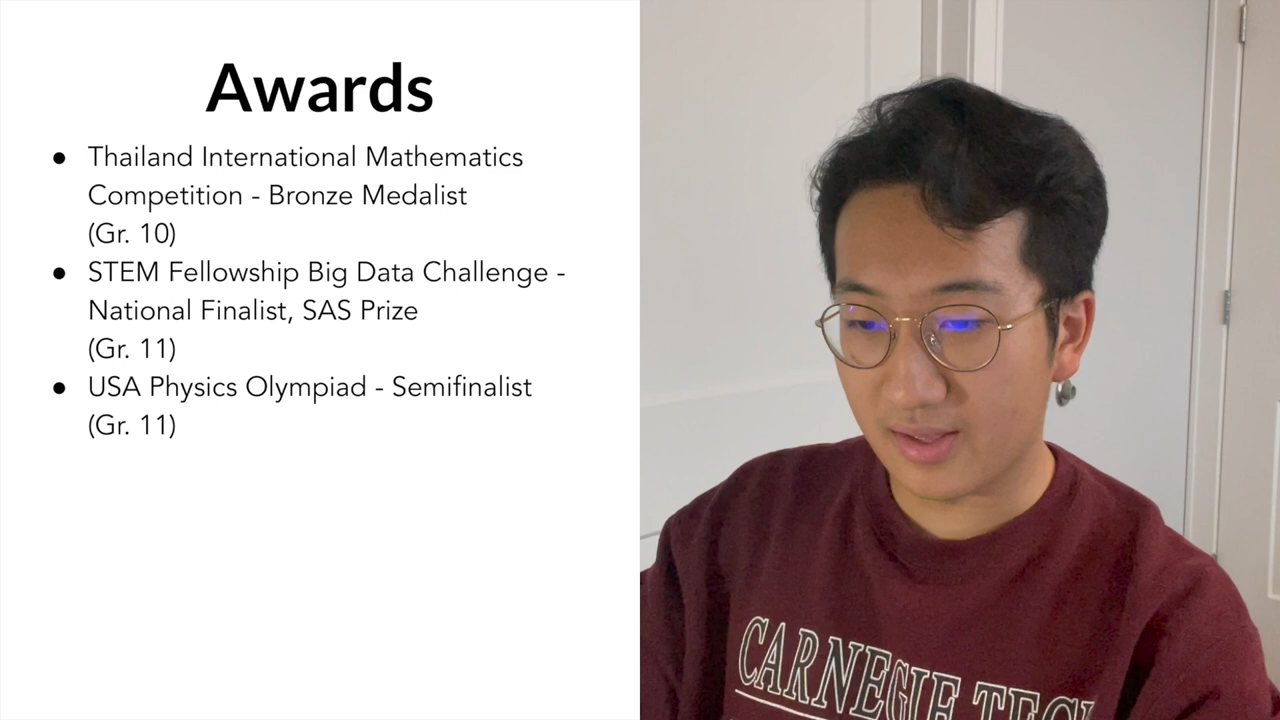 Awards
● Thailand International Mathematics
Competition - Bronze Medalist
(Gr. 10)
● STEM Fellowship Big Data Challenge -
National Finalist, SAS Prize
(Gr. 11)
● USA Physics Olympiad - Semifinalist
(Gr. 11)
CARNEGIE TECH